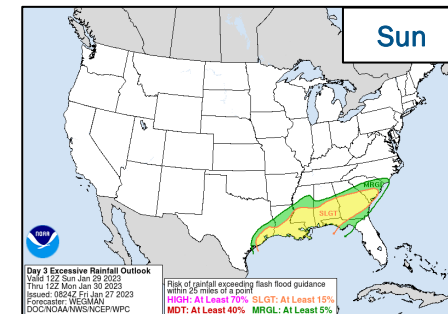 Sun
MRGL
SLGT
NOAA
Day 3 Excessive Rainfall Outlook
Valid 12Z Sun Jan 29 2023
Thru 12Z Mon Jan 30 2023
Issued: 0824Z Fri Jan 27 2023
Forecaster: WEGMAN
DOC/NOAA/NWS/NCEP/WPC
Risk of rainfall exceeding flash flood guidance
within 25 miles of a point
HIGH: At Least 70% SLGT: At Least 15%
MDT: At Least 40% MRGL: At Least 5%